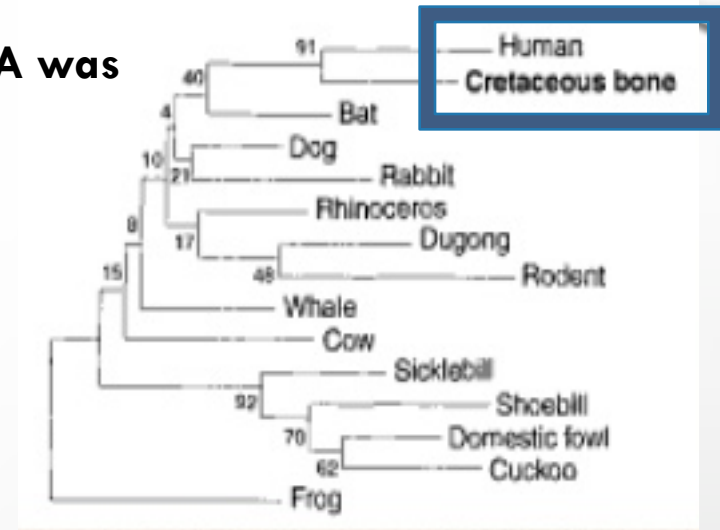 A was
91
Human
Cretaceous bone
40
Bat
4
Dog
10
21
Rabbit
Rhinoceros
8
17
Dugong
48
Rodent
15
Whale
Cow
Sicklebill
92
Shoebill
70
Domestic fowl
62
Cuckoo
Frog